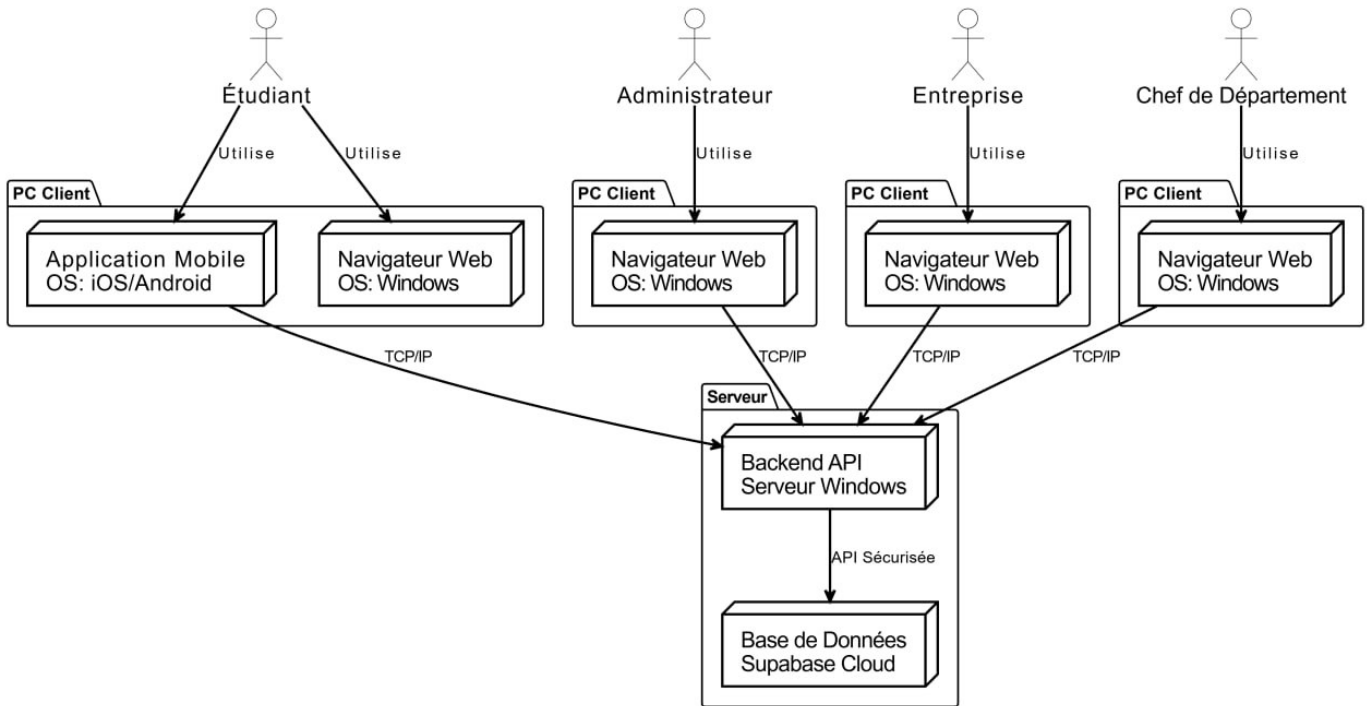 Étudiant
Administrateur
Entreprise
Chef de Département
Utilise
Utilise
Utilise
Utilise
Utilise
PC Client
PC Client
PC Client
PC Client
Application Mobile
OS: iOS/Android
Navigateur Web
OS: Windows
Navigateur Web
OS: Windows
Navigateur Web
OS: Windows
Navigateur Web
OS: Windows
TCP/IP
TCP/IP
TCP/IP
TCP/IP
Serveur
Backend API
Serveur Windows
API Sécurisée
Base de Données
Supabase Cloud